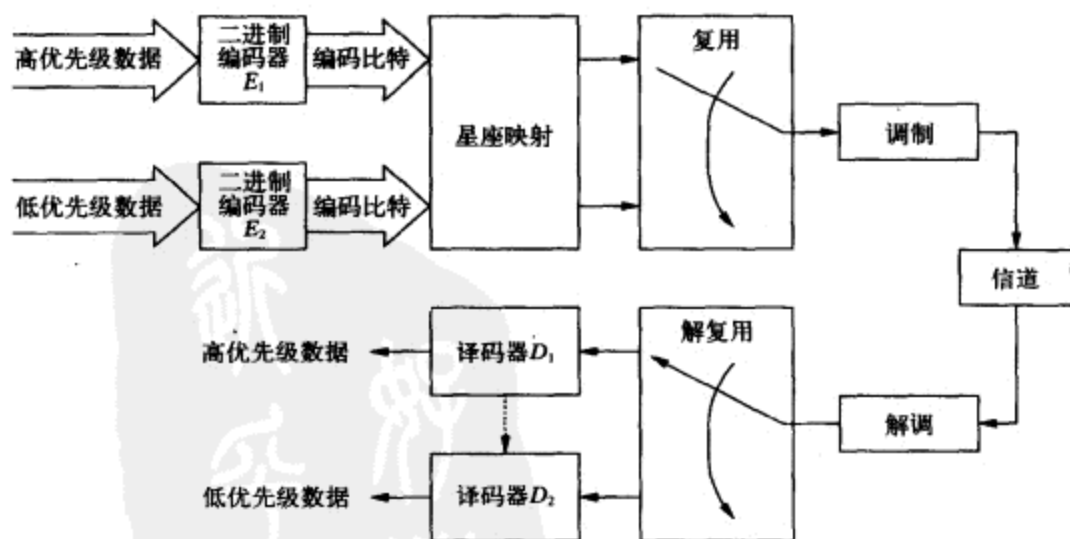 高优先级数据
二进制
编码器
E₁
编码比特
星座映射
复用
调制
低优先级数据
二进制
编码器
E₂
编码比特
信道
高优先级数据
译码器D₁
解复用
解调
低优先级数据
译码器D₂